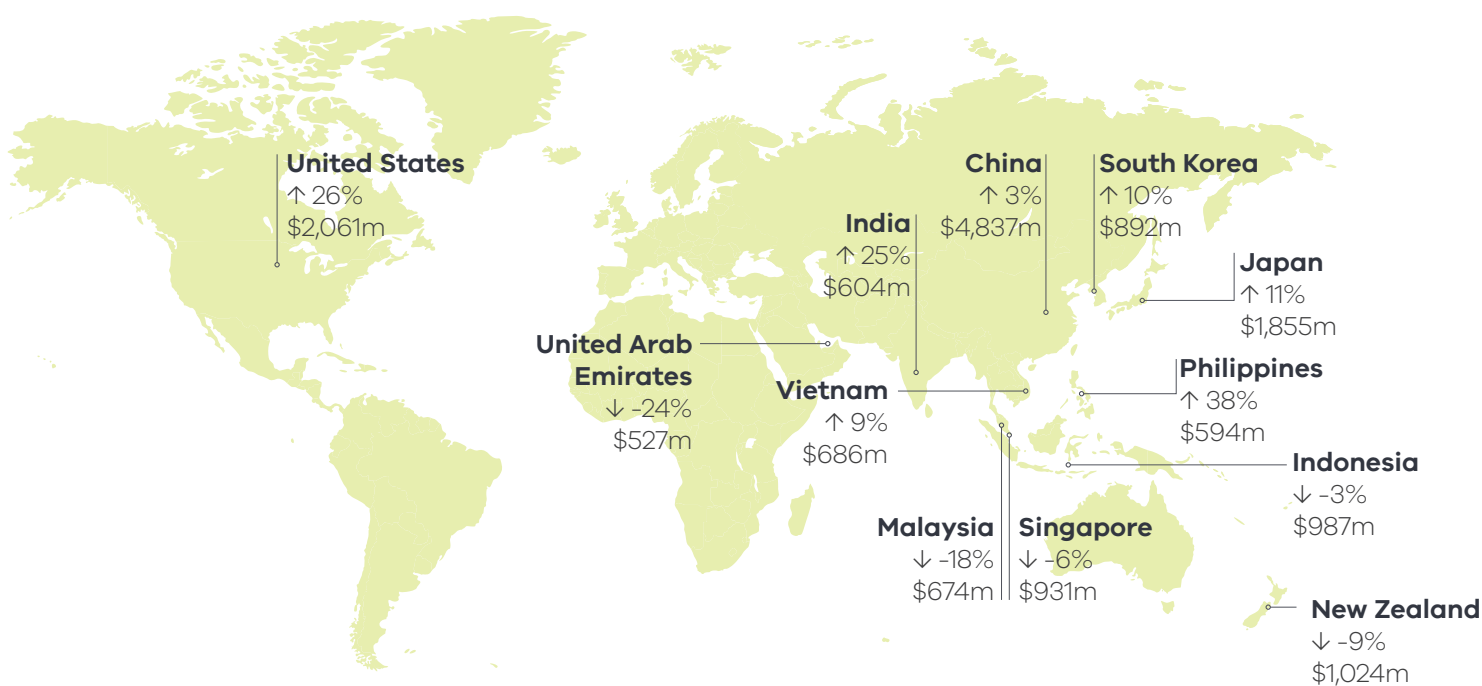 United States
↑ 26%
$2,061m
China
↑ 3%
$4,837m
South Korea
↑ 10%
$892m
India
↑ 25%
$604m
Japan
↑ 11%
$1,855m
United Arab
Emirates
↓ -24%
$527m
Vietnam
↑ 9%
$686m
Philippines
↑ 38%
$594m
Indonesia
↓ -3%
$987m
Malaysia
↓ -18%
$674m
Singapore
↓ -6%
$931m
New Zealand
↓ -9%
$1,024m